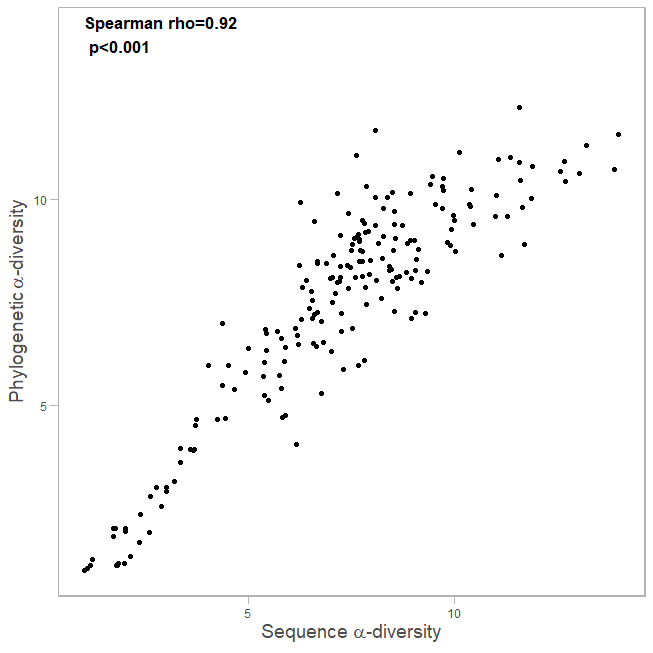 Spearman rho=0.92
p<0.001
10
5
Phylogenetic α-diversity
5
10
Sequence α-diversity